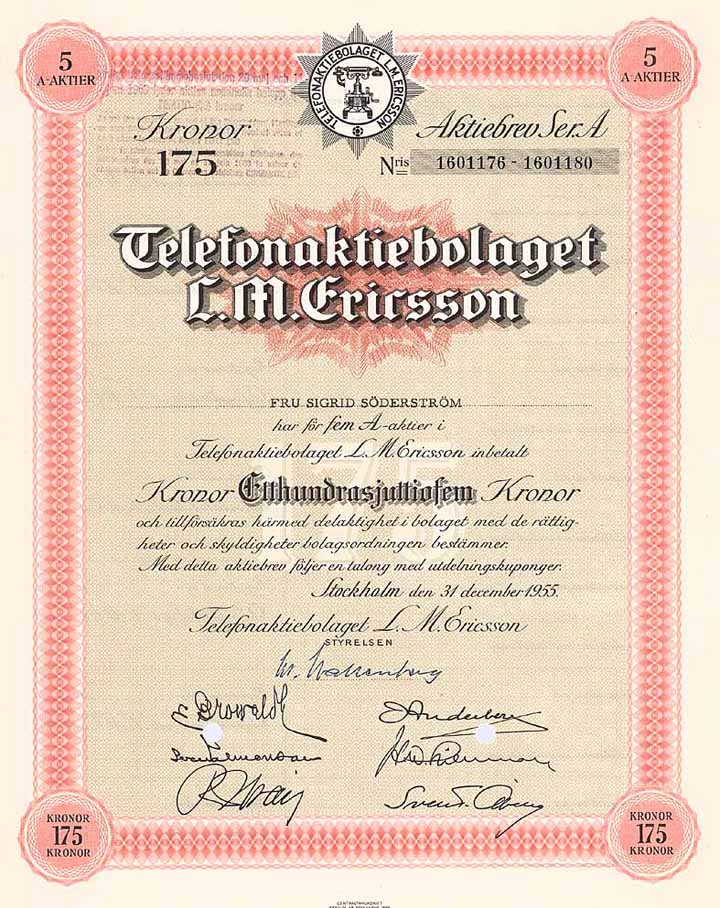 5
A-AKTIER
TELEFONAKTIEBOLAGET L.M. ERICSSON
5
A-AKTIER
Kronor
175
Aktiebrev Ser. A
Nris 1601176 - 1601180
Telefonaktiebolaget
L.M. Ericsson
FRU SIGRID SÖDERSTRÖM
har för fem A-aktier i
Telefonaktiebolaget L.M. Ericsson inbetalt
175
Kronor Etthundrasjuttiofem Kronor
och tillförsäkras härmed delaktighet i bolaget med de rättig-
heter och skyldigheter bolagsordningen bestämmer.
Med detta aktiebrev följer en talong med utdelningskuponger.
Stockholm den 31 december 1955.
Telefonaktiebolaget L.M. Ericsson
STYRELSEN
KRONOR
175
KRONOR
KRONOR
175
KRONOR